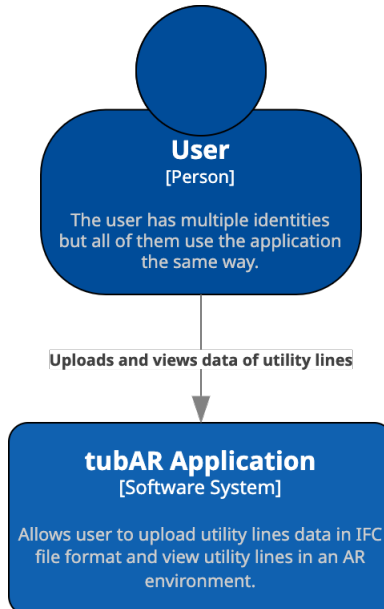 User
[Person]
The user has multiple identities
but all of them use the application
the same way.
Uploads and views data of utility lines
tubAR Application
[Software System]
Allows user to upload utility lines data in IFC
file format and view utility lines in an AR
environment.